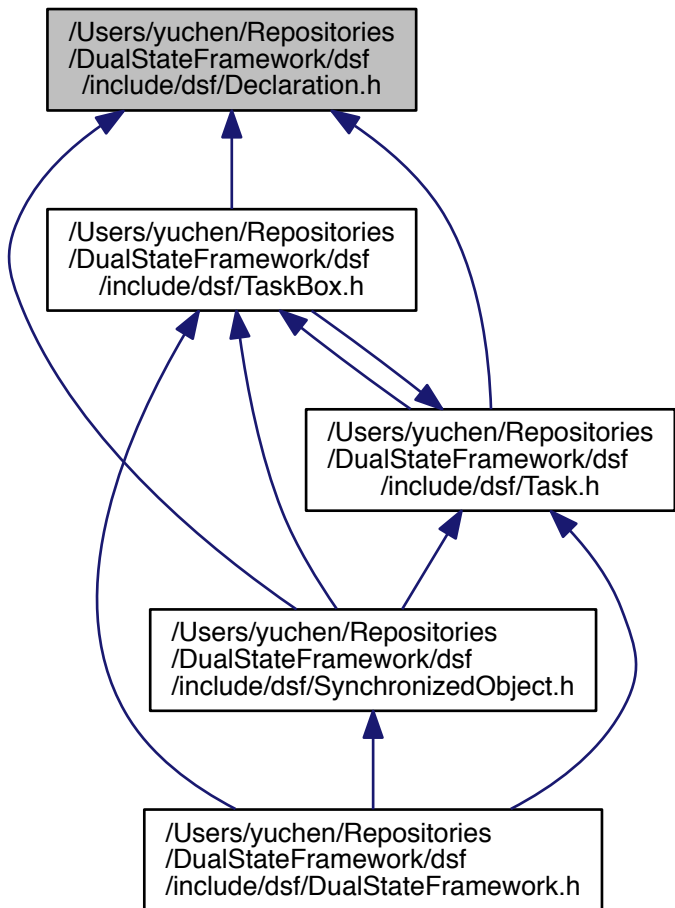 /Users/yuchen/Repositories
/DualStateFramework/dsf
/include/dsf/Declaration.h
/Users/yuchen/Repositories
/DualStateFramework/dsf
/include/dsf/TaskBox.h
/Users/yuchen/Repositories
/DualStateFramework/dsf
/include/dsf/Task.h
/Users/yuchen/Repositories
/DualStateFramework/dsf
/include/dsf/SynchronizedObject.h
/Users/yuchen/Repositories
/DualStateFramework/dsf
/include/dsf/DualStateFramework.h